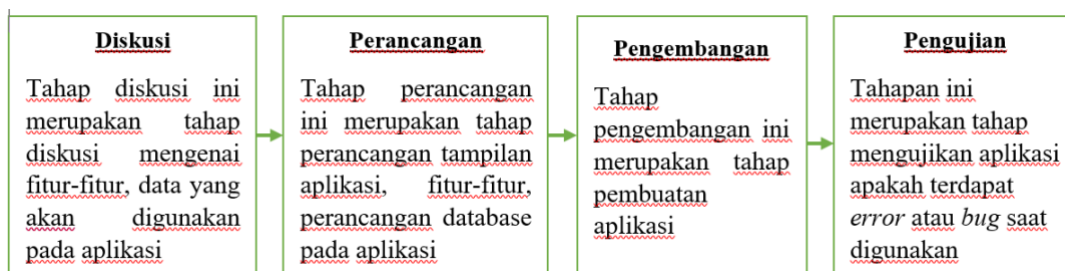 Diskusi
Tahap diskusi ini
merupakan tahap
diskusi mengenai
fitur-fitur, data yang
akan digunakan
pada aplikasi
Perancangan
Tahap perancangan
ini merupakan tahap
perancangan tampilan
aplikasi, fitur-fitur,
perancangan database
pada aplikasi
Pengembangan
Tahap
pengembangan ini
merupakan tahap
pembuatan
aplikasi
Pengujian
Tahapan ini
merupakan tahap
mengujikan aplikasi
apakah terdapat
error atau bug saat
digunakan